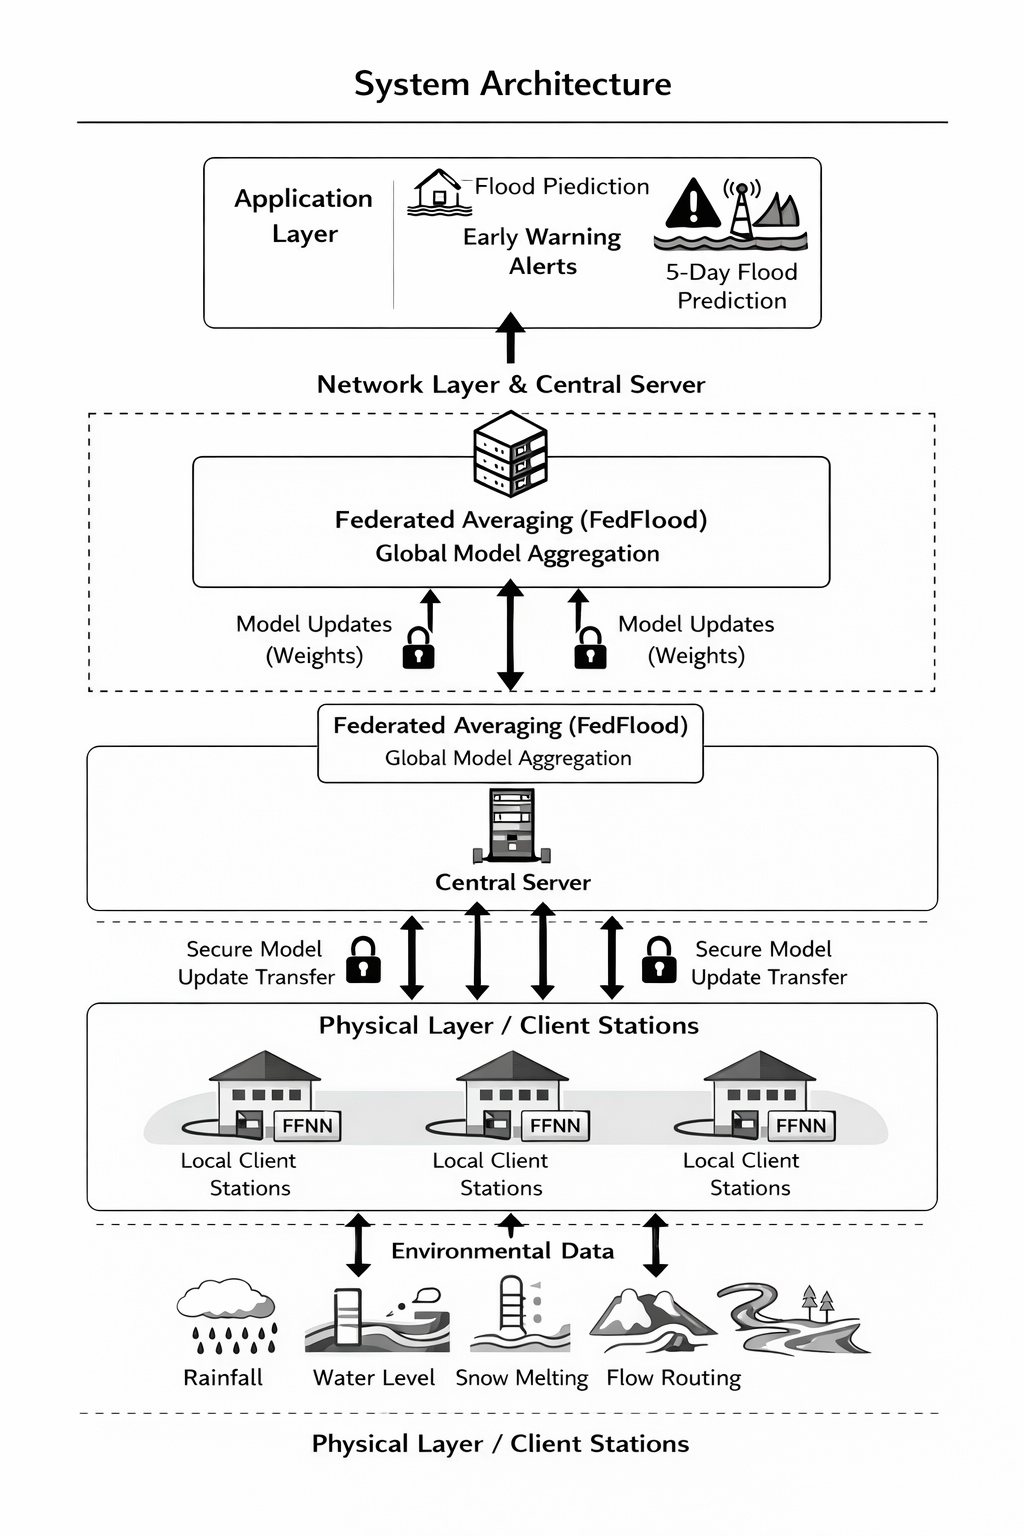 System Architecture
Application
Layer
Flood Piediction
Early Warning
Alerts
5-Day Flood
Prediction
Network Layer & Central Server
Federated Averaging (FedFlood)
Global Model Aggregation
Model Updates
(Weights)
Model Updates
(Weights)
Federated Averaging (FedFlood)
Global Model Aggregation
Central Server
Secure Model
Update Transfer
Secure Model
Update Transfer
Physical Layer / Client Stations
FFNN
FFNN
FFNN
Local Client
Stations
Local Client
Stations
Local Client
Stations
Environmental Data
Rainfall
Water Level
Snow Melting
Flow Routing
Physical Layer / Client Stations